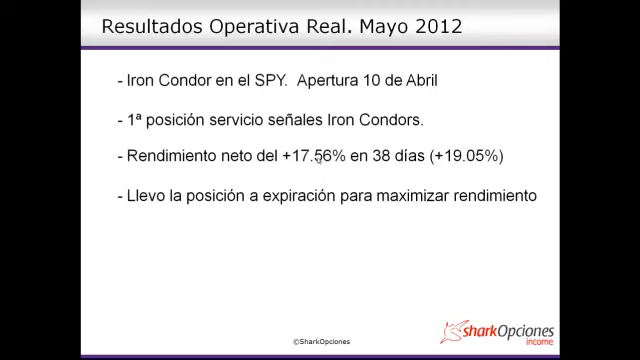 Resultados Operativa Real. Mayo 2012
- Iron Condor en el SPY.  Apertura 10 de Abril
- 1ª posición servicio señales Iron Condors.
- Rendimiento neto del +17.56% en 38 días (+19.05%)
- Llevo la posición a expiración para maximizar rendimiento
©SharkOpciones
sharkOpciones
income